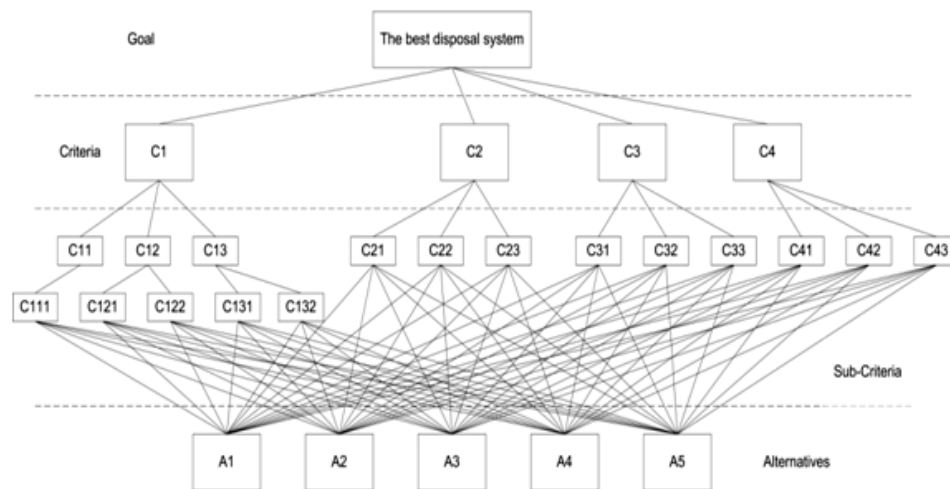 Goal
The best disposal system
Criteria
C1
C2
C3
C4
C11
C12
C13
C21
C22
C23
C31
C32
C33
C41
C42
C43
C111
C121
C122
C131
C132
Sub-Criteria
A1
A2
A3
A4
A5
Alternatives